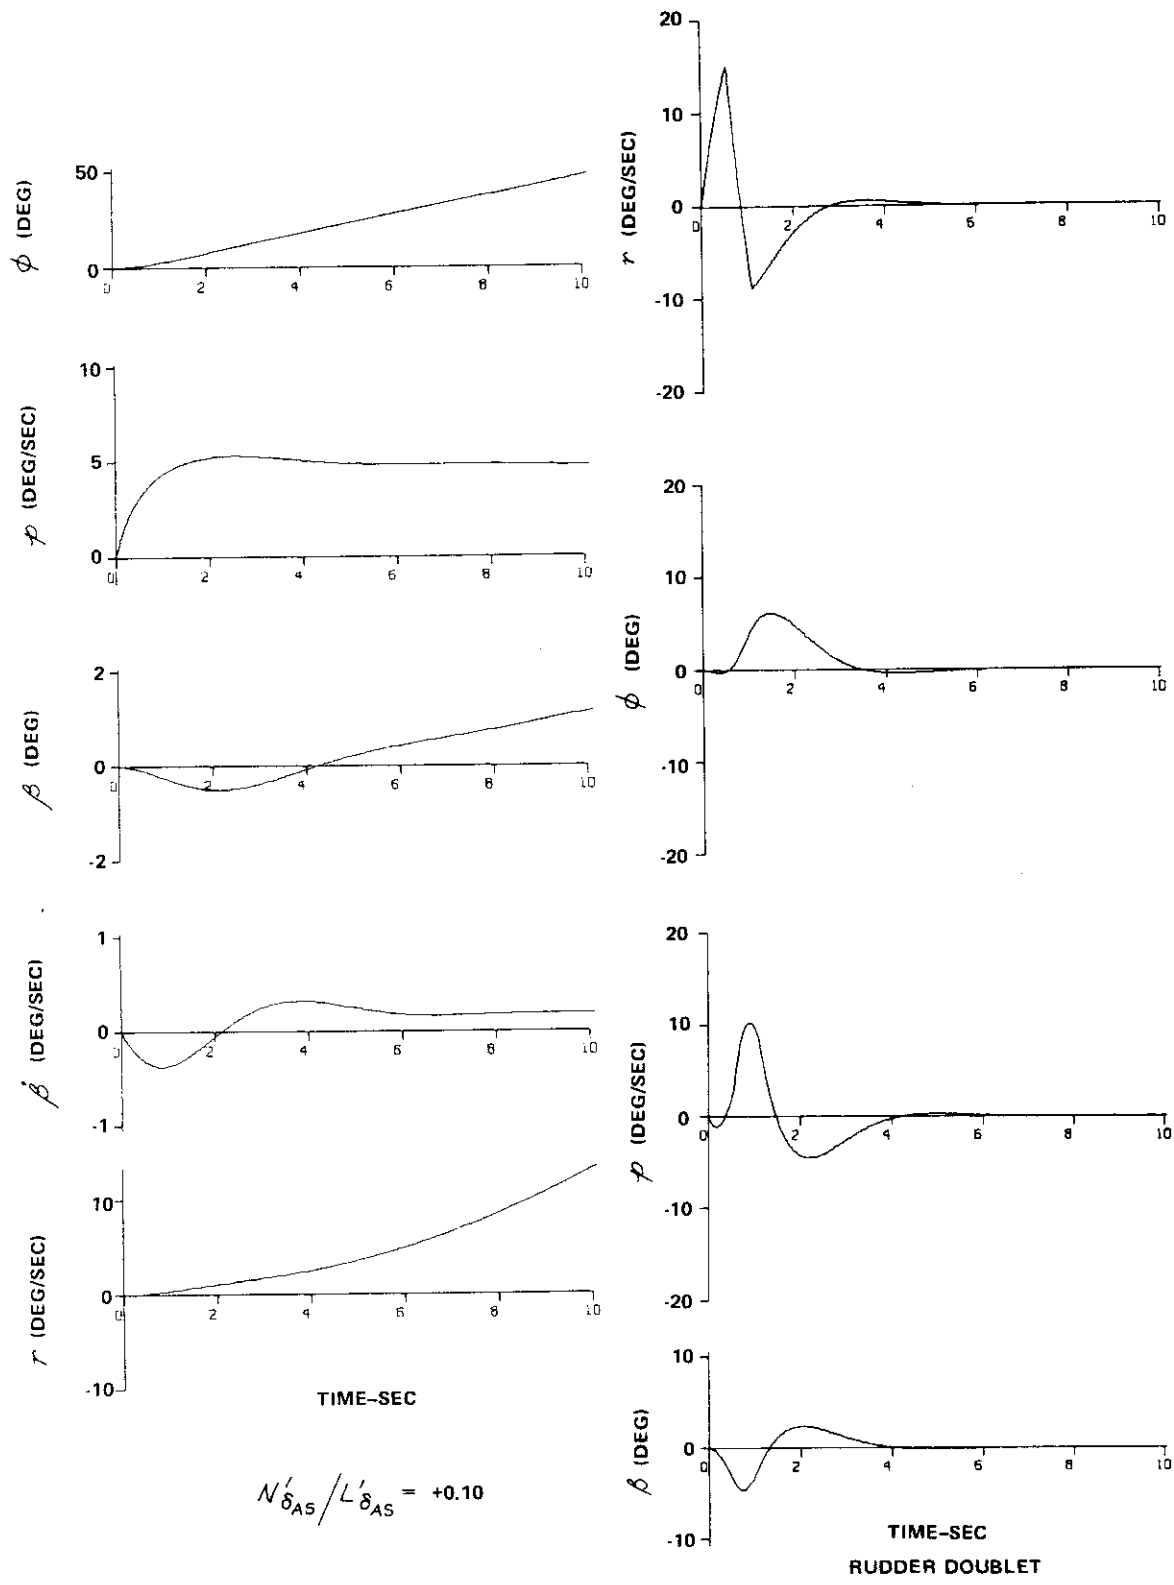 50
ϕ (DEG)
0
0 2 4 6 8 10
10
p (DEG/SEC)
5
0
0 2 4 6 8 10
2
β (DEG)
0
0 2 4 6 8 10
-2
1
β̇ (DEG/SEC)
0
0 2 4 6 8 10
-1
10
r (DEG/SEC)
0
0 2 4 6 8 10
-10
TIME–SEC
N′δAS/L′δAS = +0.10
20
10
r (DEG/SEC)
0
0 2 4 6 8 10
-10
-20
20
10
ϕ (DEG)
0
0 2 4 6 8 10
-10
-20
20
10
p (DEG/SEC)
0
0 2 4 6 8 10
-10
-20
10
β (DEG)
0
0 2 4 6 8 10
-10
TIME–SEC
RUDDER DOUBLET